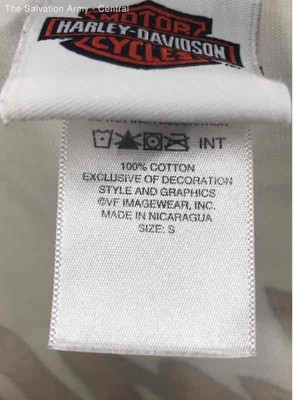 The Salvation Army - Central
MOTOR
HARLEY-DAVIDSON
CYCLES
INT
100% COTTON
EXCLUSIVE OF DECORATION
STYLE AND GRAPHICS
©VF IMAGEWEAR, INC.
MADE IN NICARAGUA
SIZE: S